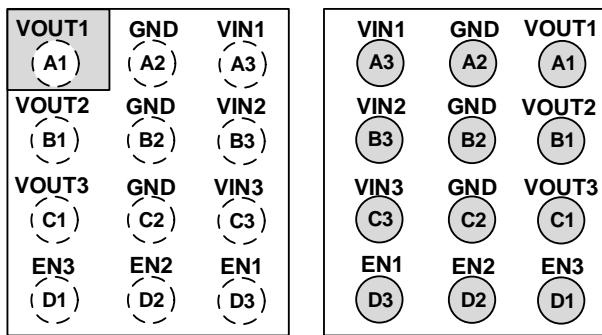 VOUT1 GND VIN1
A1 A2 A3
VOUT2 GND VIN2
B1 B2 B3
VOUT3 GND VIN3
C1 C2 C3
EN3 EN2 EN1
D1 D2 D3
VIN1 GND VOUT1
A3 A2 A1
VIN2 GND VOUT2
B3 B2 B1
VIN3 GND VOUT3
C3 C2 C1
EN1 EN2 EN3
D3 D2 D1